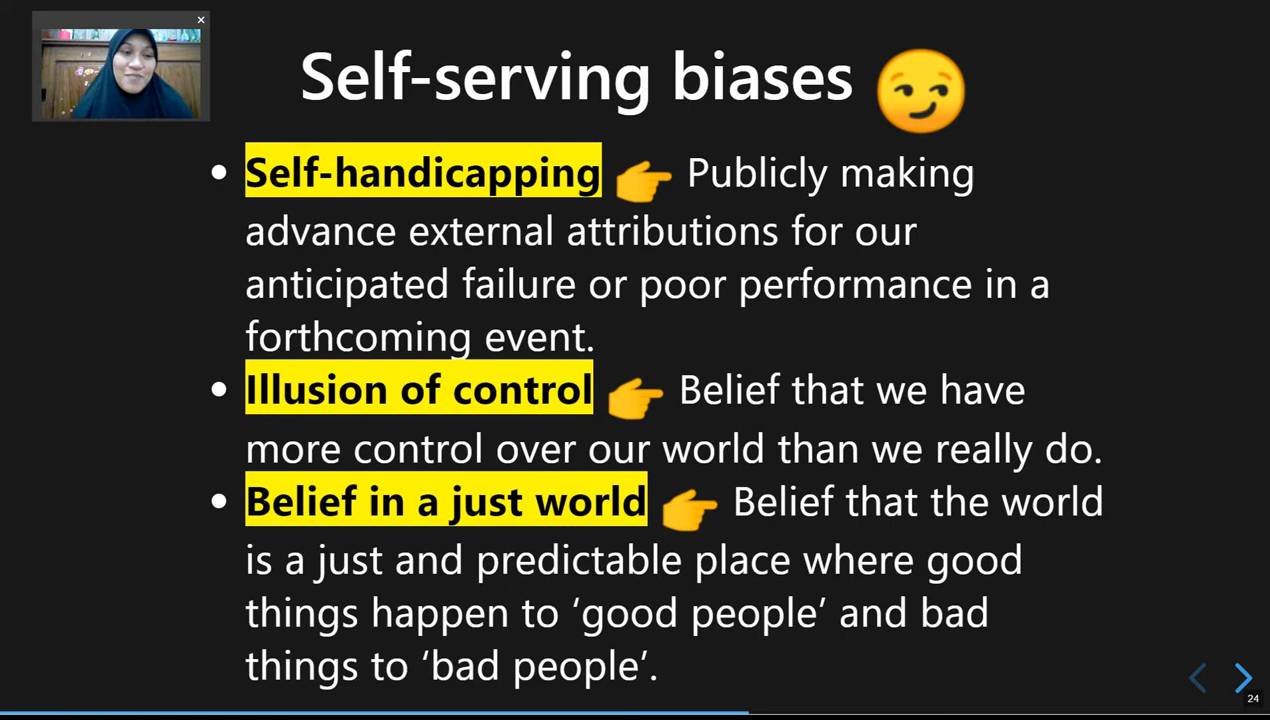 Self-serving biases 😏
• Self-handicapping 👉 Publicly making
advance external attributions for our
anticipated failure or poor performance in a
forthcoming event.
• Illusion of control 👉 Belief that we have
more control over our world than we really do.
• Belief in a just world 👉 Belief that the world
is a just and predictable place where good
things happen to ‘good people’ and bad
things to ‘bad people’.
24